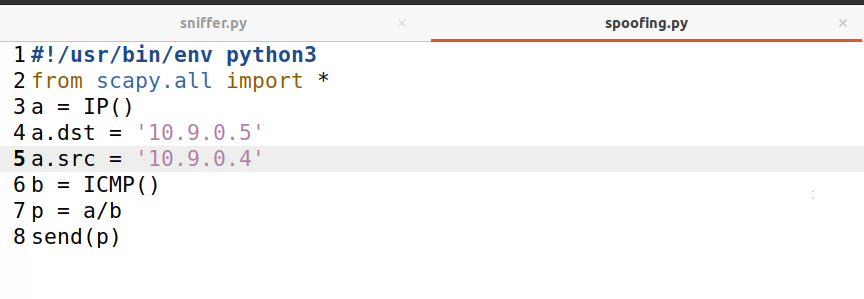 sniffer.py × spoofing.py ×
1 #!/usr/bin/env python3
2 from scapy.all import *
3 a = IP()
4 a.dst = '10.9.0.5'
5 a.src = '10.9.0.4'
6 b = ICMP()
7 p = a/b
8 send(p)